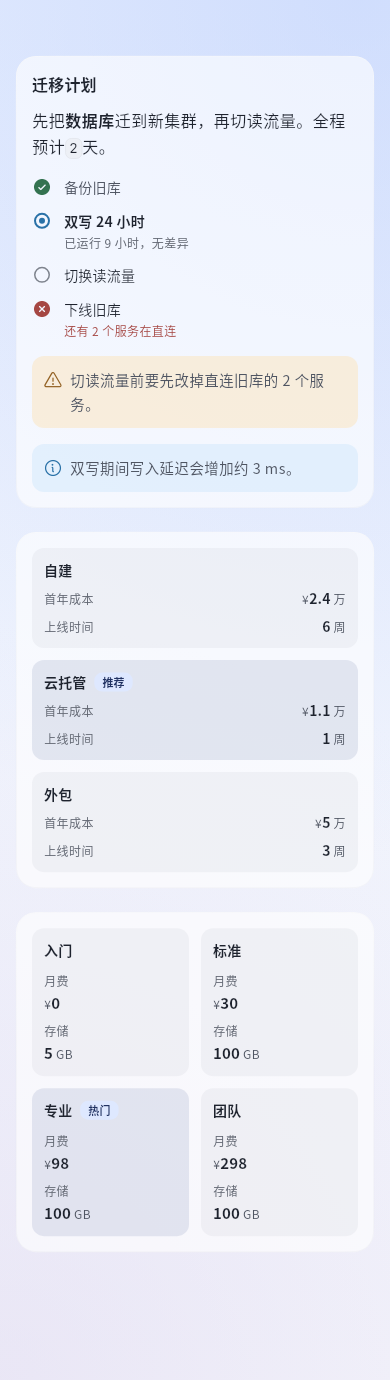 迁移计划
先把数据库迁到新集群，再切读流量。全程
预计 2 天。
备份旧库
双写 24 小时
已运行 9 小时，无差异
切换读流量
下线旧库
还有 2 个服务在直连
切读流量前要先改掉直连旧库的 2 个服
务。
双写期间写入延迟会增加约 3 ms。
自建
首年成本 ¥2.4 万
上线时间 6 周
云托管 推荐
首年成本 ¥1.1 万
上线时间 1 周
外包
首年成本 ¥5 万
上线时间 3 周
入门
月费
¥0
存储
5 GB
标准
月费
¥30
存储
100 GB
专业 热门
月费
¥98
存储
100 GB
团队
月费
¥298
存储
100 GB